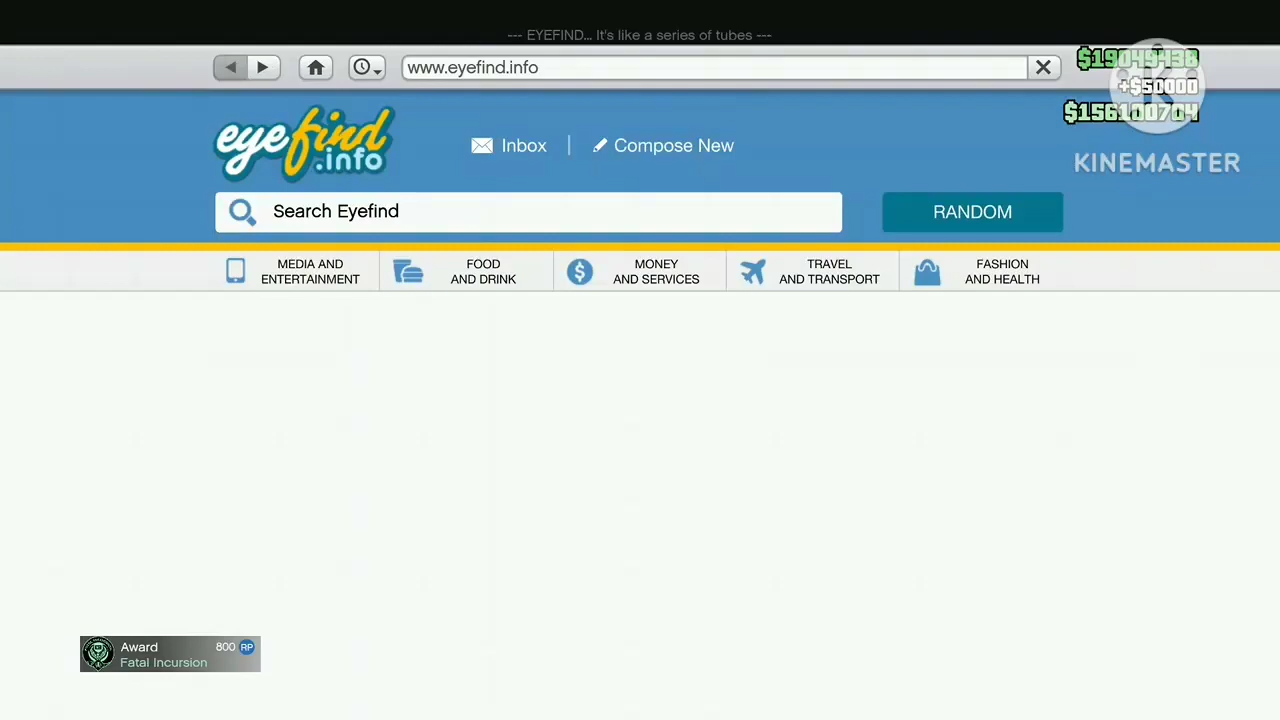 --- EYEFIND... It's like a series of tubes ---
www.eyefind.info
$19049438
+$50000
$156100704
KINEMASTER
eyefind
.info
Inbox
Compose New
Search Eyefind
RANDOM
MEDIA AND
ENTERTAINMENT
FOOD
AND DRINK
MONEY
AND SERVICES
TRAVEL
AND TRANSPORT
FASHION
AND HEALTH
Award 800 RP
Fatal Incursion